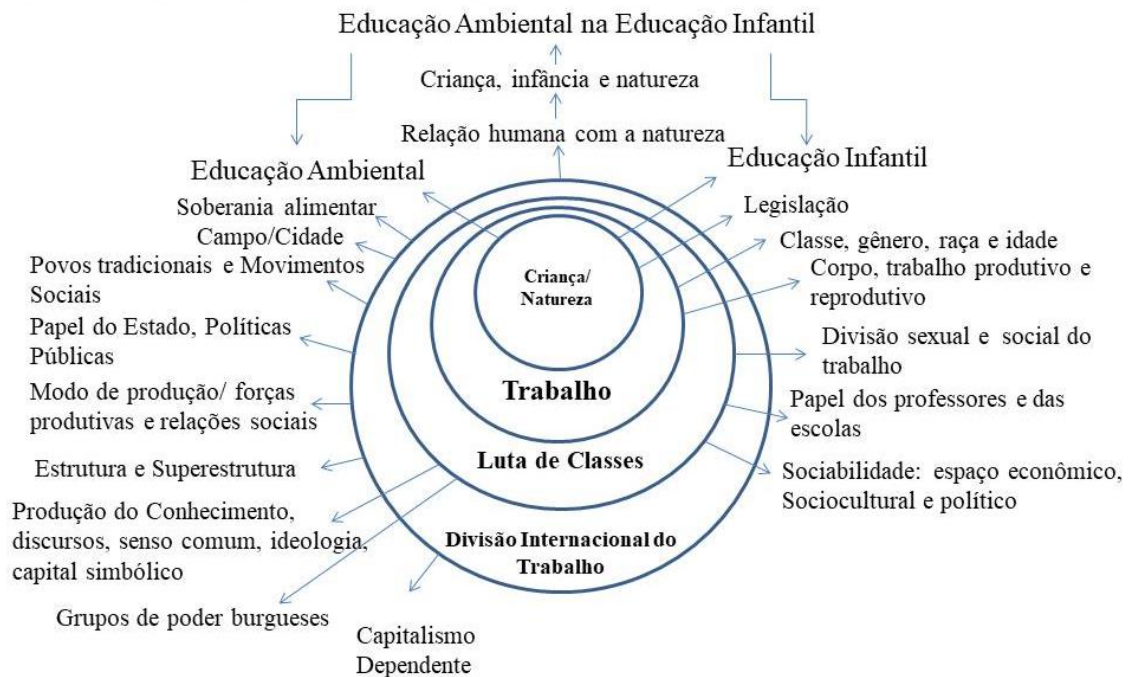 Educação Ambiental na Educação Infantil
Criança, infância e natureza
Relação humana com a natureza
Educação Ambiental
Soberania alimentar
Campo/Cidade
Povos tradicionais e Movimentos
Sociais
Papel do Estado, Políticas
Públicas
Modo de produção/ forças
produtivas e relações sociais
Estrutura e Superestrutura
Produção do Conhecimento,
discursos, senso comum, ideologia,
capital simbólico
Grupos de poder burgueses
Capitalismo
Dependente
Criança/
Natureza
Trabalho
Luta de Classes
Divisão Internacional do
Trabalho
Educação Infantil
Legislação
Classe, gênero, raça e idade
Corpo, trabalho produtivo e
reprodutivo
Divisão sexual e social do
trabalho
Papel dos professores e das
escolas
Sociabilidade: espaço econômico,
Sociocultural e político